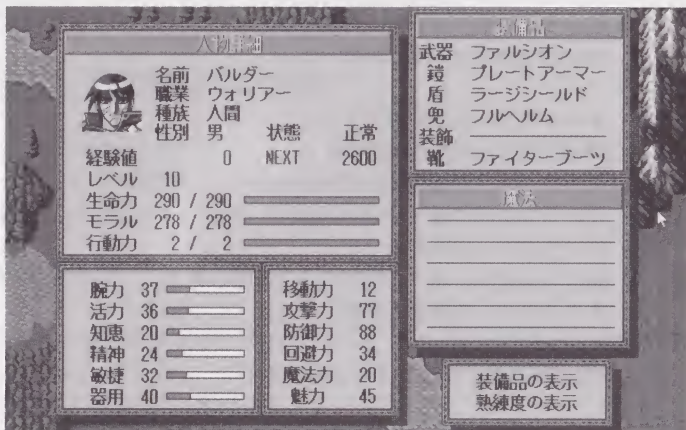 人物詳細
名前 バルダー
職業 ウォリアー
種族 人間
性別 男 状態 正常
経験値 0 NEXT 2600
レベル 10
生命力 290 / 290
モラル 278 / 278
行動力 2 / 2
腕力 37
活力 36
知恵 20
精神 24
敏捷 32
器用 40
移動力 12
攻撃力 77
防御力 88
回避力 34
魔法力 20
魅力 45
装備品
武器 ファルシオン
鎧 プレートアーマー
盾 ラージシールド
兜 フルヘルム
装飾
靴 ファイターブーツ
魔法
装備品の表示
熟練度の表示